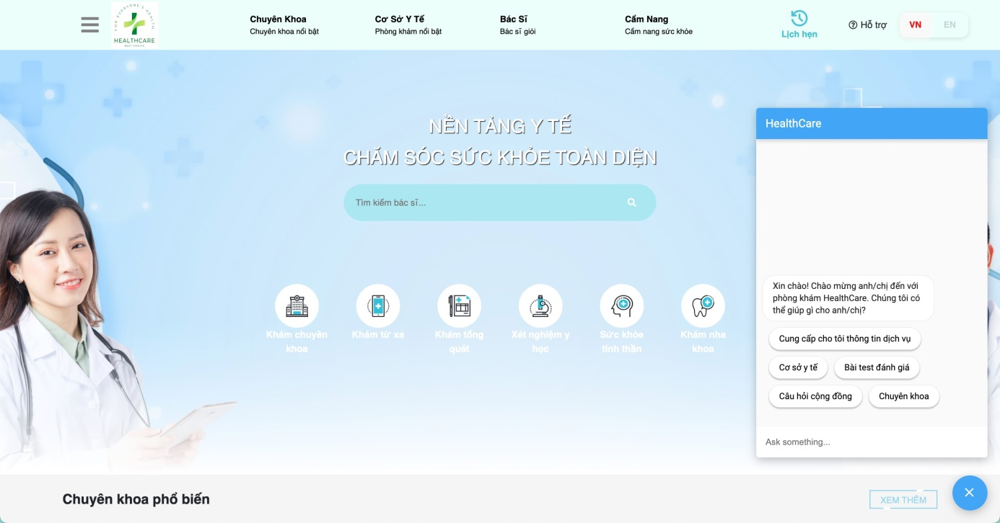 FOR EVERYONE'S HEALTH
HEALTHCARE
BEST CHOICE
Chuyên Khoa
Chuyên khoa nổi bật
Cơ Sở Y Tế
Phòng khám nổi bật
Bác Sĩ
Bác sĩ giỏi
Cẩm Nang
Cẩm nang sức khỏe
Lịch hẹn
Hỗ trợ
VN
EN
NỀN TẢNG Y TẾ
CHĂM SÓC SỨC KHỎE TOÀN DIỆN
Tìm kiếm bác sĩ...
Khám chuyên
khoa
Khám từ xa
Khám tổng
quát
Xét nghiệm y
học
Sức khỏe
tinh thần
Khám nha
khoa
HealthCare
Xin chào! Chào mừng anh/chị đến với
phòng khám HealthCare. Chúng tôi có
thể giúp gì cho anh/chị?
Cung cấp cho tôi thông tin dịch vụ
Cơ sở y tế
Bài test đánh giá
Câu hỏi cộng đồng
Chuyên khoa
Ask something...
Chuyên khoa phổ biến
XEM THÊM